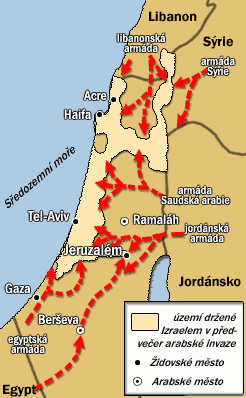 Libanon
libanonská
armáda
Sýrie
armáda
Sýrie
Acre
Haifa
Středozemní moře
armáda
Saudská arabie
Tel-Aviv
Ramaláh
jordánská
armáda
Jeruzalém
Jordánsko
Gaza
Berševa
egyptská
armáda
Egypt
území držené
Izraelem v před-
večer arabské invaze
Židovské město
Arabské město